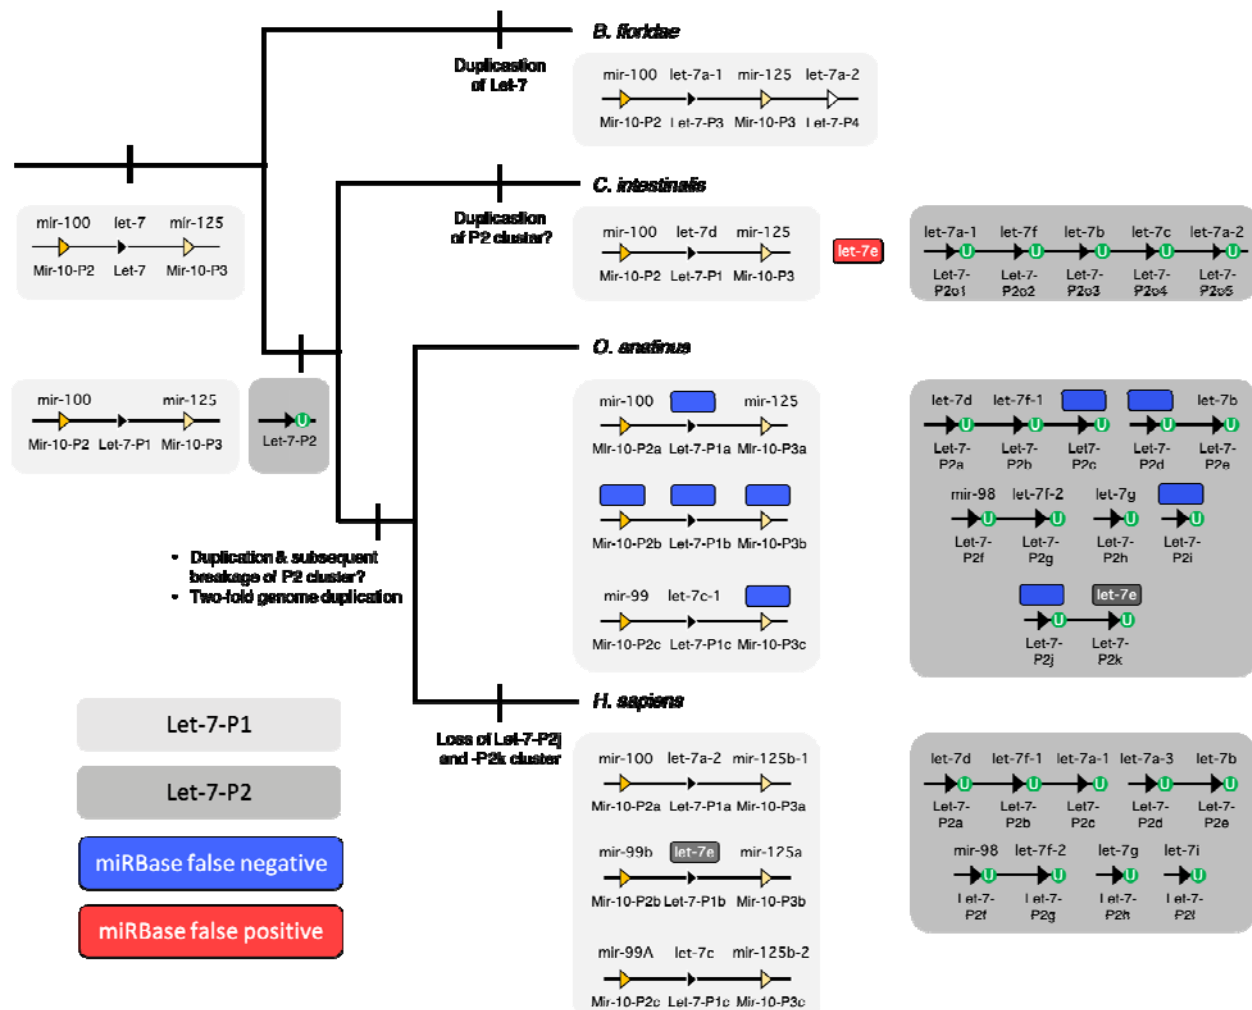 B. floridae
Duplicastion
of Let-7
mir-100 let-7a-1 mir-125 let-7a-2
Mir-10-P2 Let-7-P3 Mir-10-P3 Let-7-P4
C. intestinalis
Duplicastion
of P2 cluster?
mir-100 let-7d mir-125
Mir-10-P2 Let-7-P1 Mir-10-P3
let-7e
let-7a-1 let-7f let-7b let-7c let-7a-2
U U U U U
Let-7- Let-7- Let-7- Let-7- Let-7-
P2o1 P2o2 P2o3 P2o4 P2o5
mir-100 let-7 mir-125
Mir-10-P2 Let-7 Mir-10-P3
mir-100 mir-125
Mir-10-P2 Let-7-P1 Mir-10-P3
U
Let-7-P2
• Duplication & subsequent
breakage of P2 cluster?
• Two-fold genome duplication
O. anatinus
mir-100 mir-125
Mir-10-P2a Let-7-P1a Mir-10-P3a
Mir-10-P2b Let-7-P1b Mir-10-P3b
mir-99 let-7c-1
Mir-10-P2c Let-7-P1c Mir-10-P3c
let-7d let-7f-1 let-7b
U U U U U
Let-7- Let-7- Let7- Let-7- Let-7-
P2a P2b P2c P2d P2e
mir-98 let-7f-2 let-7g
U U U U
Let-7- Let-7- Let-7- Let-7-
P2f P2g P2h P2i
let-7e
U U
Let-7- Let-7-
P2j P2k
H. sapiens
Loss of Let-7-P2j
and -P2k cluster
mir-100 let-7a-2 mir-125b-1
Mir-10-P2a Let-7-P1a Mir-10-P3a
mir-99b let-7e mir-125a
Mir-10-P2b Let-7-P1b Mir-10-P3b
mir-99A let-7c mir-125b-2
Mir-10-P2c Let-7-P1c Mir-10-P3c
let-7d let-7f-1 let-7a-1 let-7a-3 let-7b
U U U U U
Let-7- Let-7- Let-7- Let-7- Let-7-
P2a P2b P2c P2d P2e
mir-98 let-7f-2 let-7g let-7i
U U U U
Let-7- Let-7- Let-7- Let-7-
P2f P2g P2h P2i
Let-7-P1
Let-7-P2
miRBase false negative
miRBase false positive